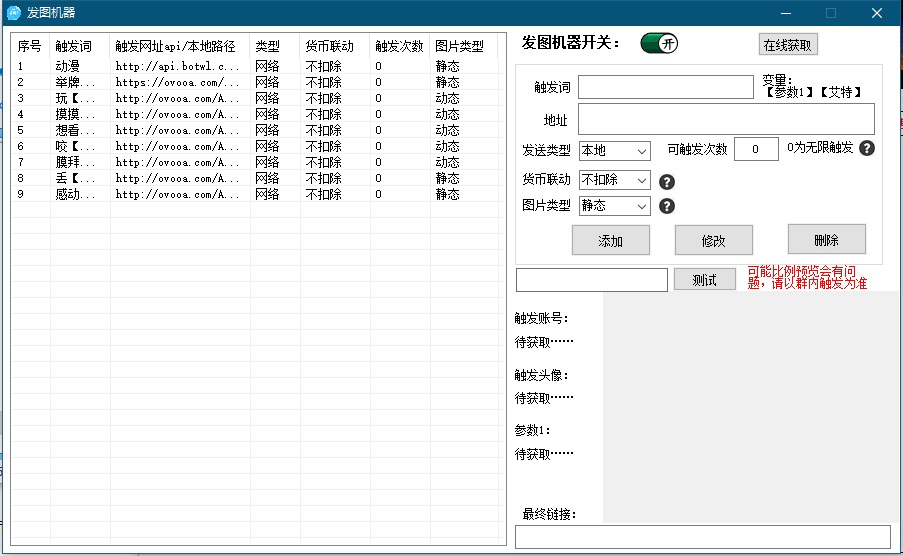 发图机器
序号 触发词 触发网址api/本地路径 类型 货币联动 触发次数 图片类型
1 动漫 http://api.botwl.c... 网络 不扣除 0 静态
2 举牌... https://ovooa.com/... 网络 不扣除 0 静态
3 玩【... http://ovooa.com/A... 网络 不扣除 0 动态
4 摸摸... http://ovooa.com/A... 网络 不扣除 0 动态
5 想看... http://ovooa.com/A... 网络 不扣除 0 动态
6 咬【... http://ovooa.com/A... 网络 不扣除 0 动态
7 膜拜... http://ovooa.com/A... 网络 不扣除 0 动态
8 丢【... http://ovooa.com/A... 网络 不扣除 0 静态
9 感动... http://ovooa.com/A... 网络 不扣除 0 静态
发图机器开关： 开 在线获取
触发词 变量：
【参数1】【艾特】
地址
发送类型 本地 可触发次数 0 0为无限触发 ?
货币联动 不扣除 ?
图片类型 静态 ?
添加 修改 删除
测试 可能比例预览会有问
题，请以群内触发为准
触发账号：
待获取……
触发头像：
待获取……
参数1：
待获取……
最终链接：